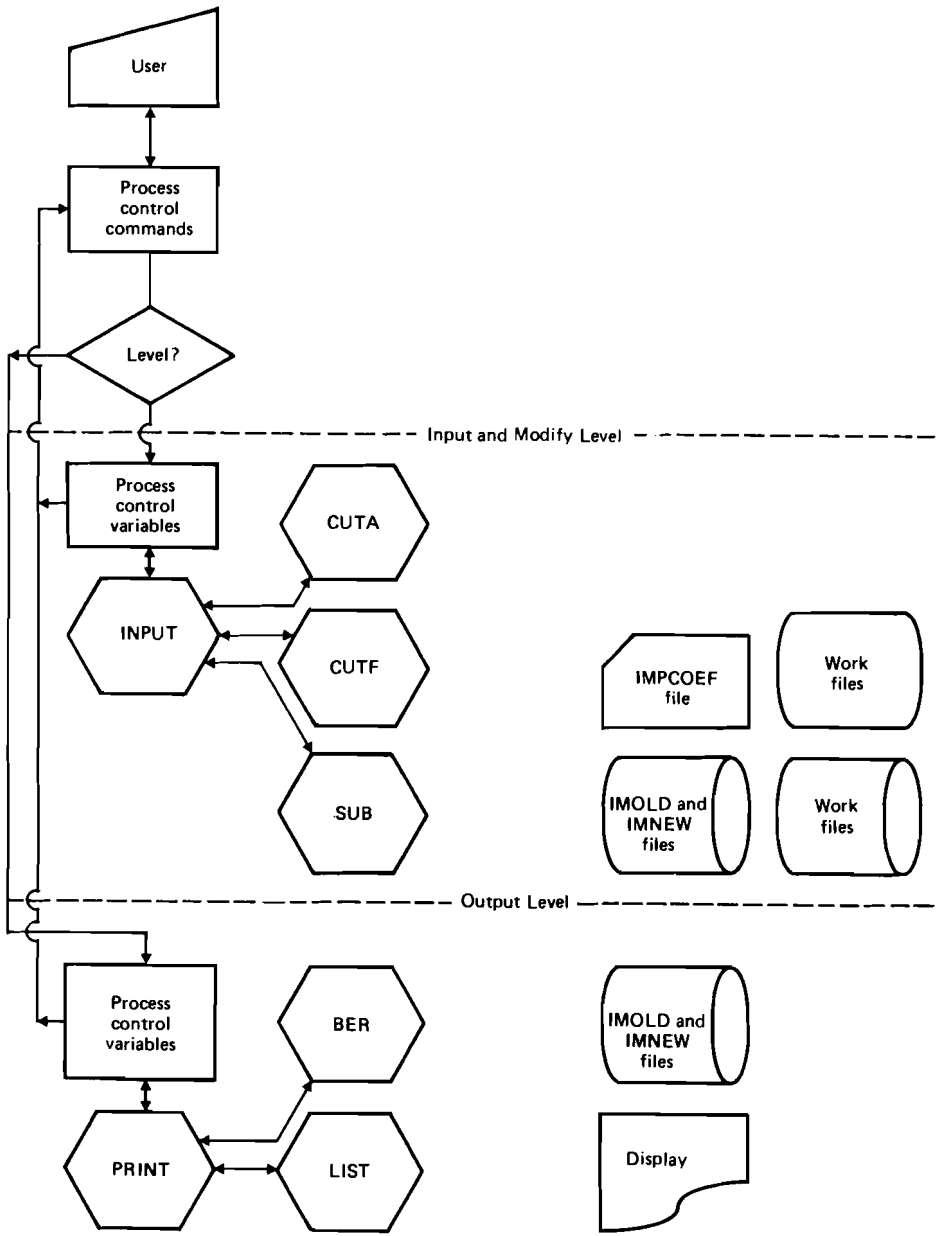 User
Process
control
commands
Level?
Input and Modify Level
Process
control
variables
CUTA
INPUT
CUTF
SUB
IMPCOEF
file
Work
files
IMOLD and
IMNEW
files
Work
files
Output Level
Process
control
variables
BER
IMOLD and
IMNEW
files
PRINT
LIST
Display